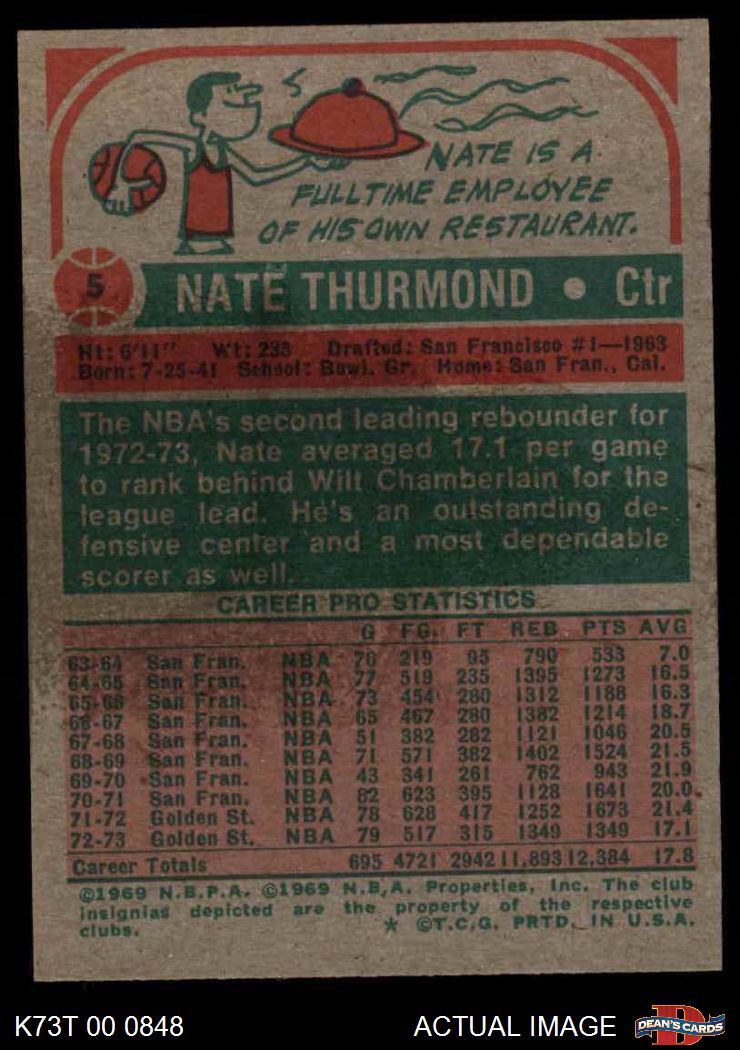 NATE IS A
FULLTIME EMPLOYEE
OF HIS OWN RESTAURANT.
5 NATE THURMOND • Ctr
Ht: 6'11" Wt: 235 Drafted: San Francisco #1—1963
Born: 7-25-41 School: Bowl. Gr. Home: San Fran., Cal.
The NBA's second leading rebounder for
1972-73, Nate averaged 17.1 per game
to rank behind Wilt Chamberlain for the
league lead. He's an outstanding de-
fensive center and a most dependable
scorer as well.
CAREER PRO STATISTICS
G FG. FT REB PTS AVG
63-64 San Fran. NBA 76 219 95 790 533 7.0
64-65 San Fran. NBA 77 519 235 1395 1273 16.5
65-66 San Fran. NBA 73 454 280 1312 1188 16.3
66-67 San Fran. NBA 65 467 280 1382 1214 18.7
67-68 San Fran. NBA 51 382 282 1121 1046 20.5
68-69 San Fran. NBA 71 571 382 1402 1524 21.5
69-70 San Fran. NBA 43 341 261 762 943 21.9
70-71 San Fran. NBA 82 623 395 1128 1641 20.0
71-72 Golden St. NBA 78 628 417 1252 1673 21.4
72-73 Golden St. NBA 79 517 315 1349 1349 17.1
Career Totals 695 4721 2942 11,893 12,384 17.8
©1969 N.B.P.A. ©1969 N.B.A. Properties, Inc. The club
insignias depicted are the property of the respective
clubs. * ©T.C.G. PRTD. IN U.S.A.
K73T 00 0848 ACTUAL IMAGE D DEAN'S CARDS